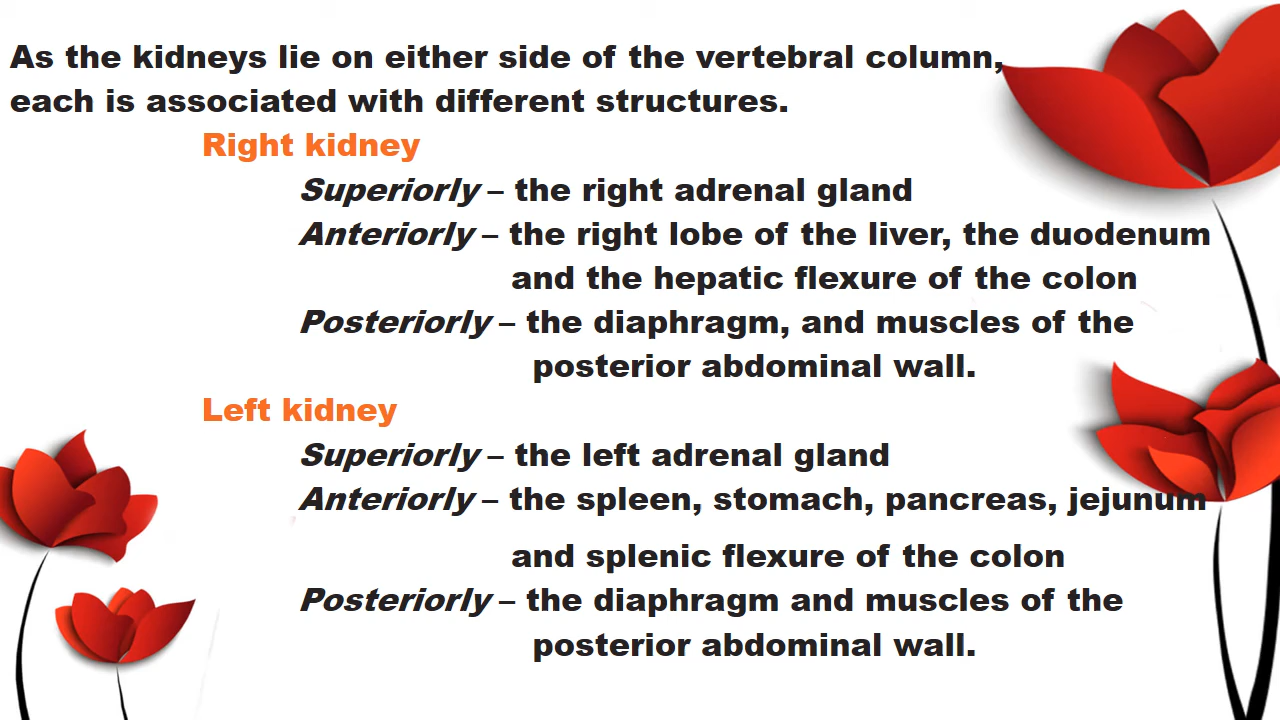 As the kidneys lie on either side of the vertebral column,
each is associated with different structures.
Right kidney
Superiorly – the right adrenal gland
Anteriorly – the right lobe of the liver, the duodenum
and the hepatic flexure of the colon
Posteriorly – the diaphragm, and muscles of the
posterior abdominal wall.
Left kidney
Superiorly – the left adrenal gland
Anteriorly – the spleen, stomach, pancreas, jejunum
and splenic flexure of the colon
Posteriorly – the diaphragm and muscles of the
posterior abdominal wall.